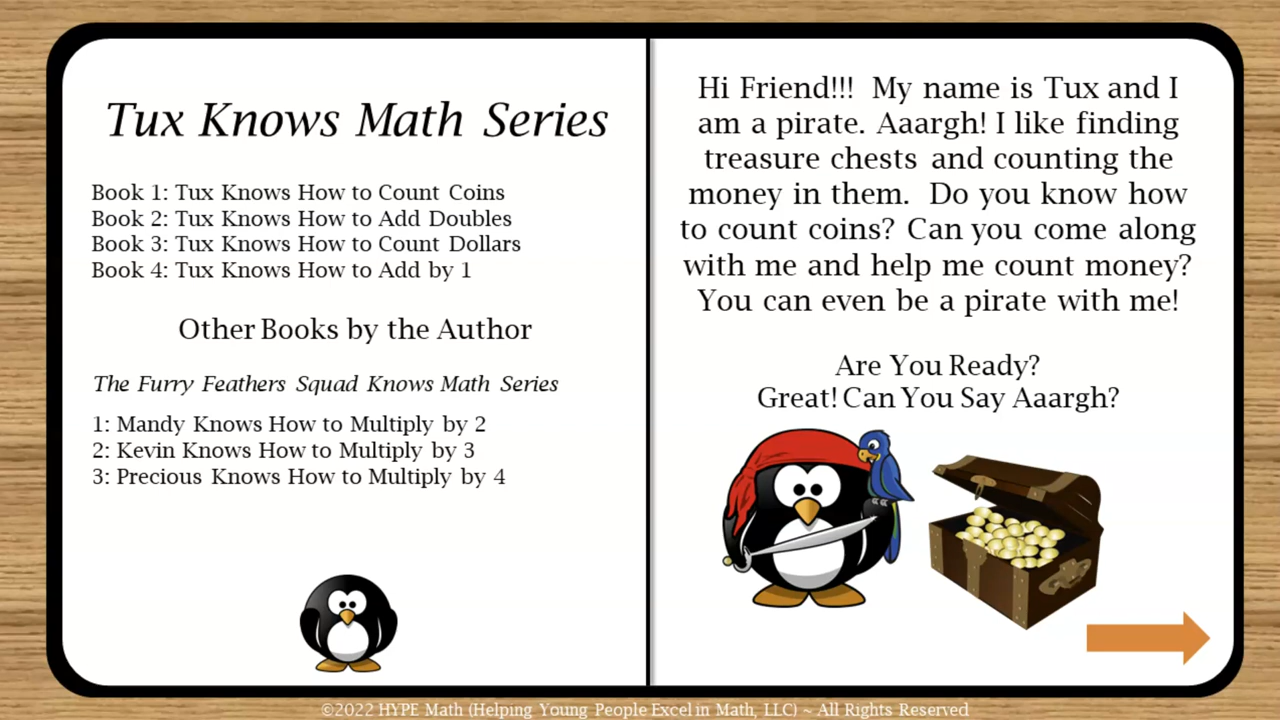 Tux Knows Math Series
Book 1: Tux Knows How to Count Coins
Book 2: Tux Knows How to Add Doubles
Book 3: Tux Knows How to Count Dollars
Book 4: Tux Knows How to Add by 1
Other Books by the Author
The Furry Feathers Squad Knows Math Series
1: Mandy Knows How to Multiply by 2
2: Kevin Knows How to Multiply by 3
3: Precious Knows How to Multiply by 4
Hi Friend!!! My name is Tux and I
am a pirate. Aaargh! I like finding
treasure chests and counting the
money in them. Do you know how
to count coins? Can you come along
with me and help me count money?
You can even be a pirate with me!
Are You Ready?
Great! Can You Say Aaargh?
©2022 HYPE Math (Helping Young People Excel in Math, LLC) ~ All Rights Reserved